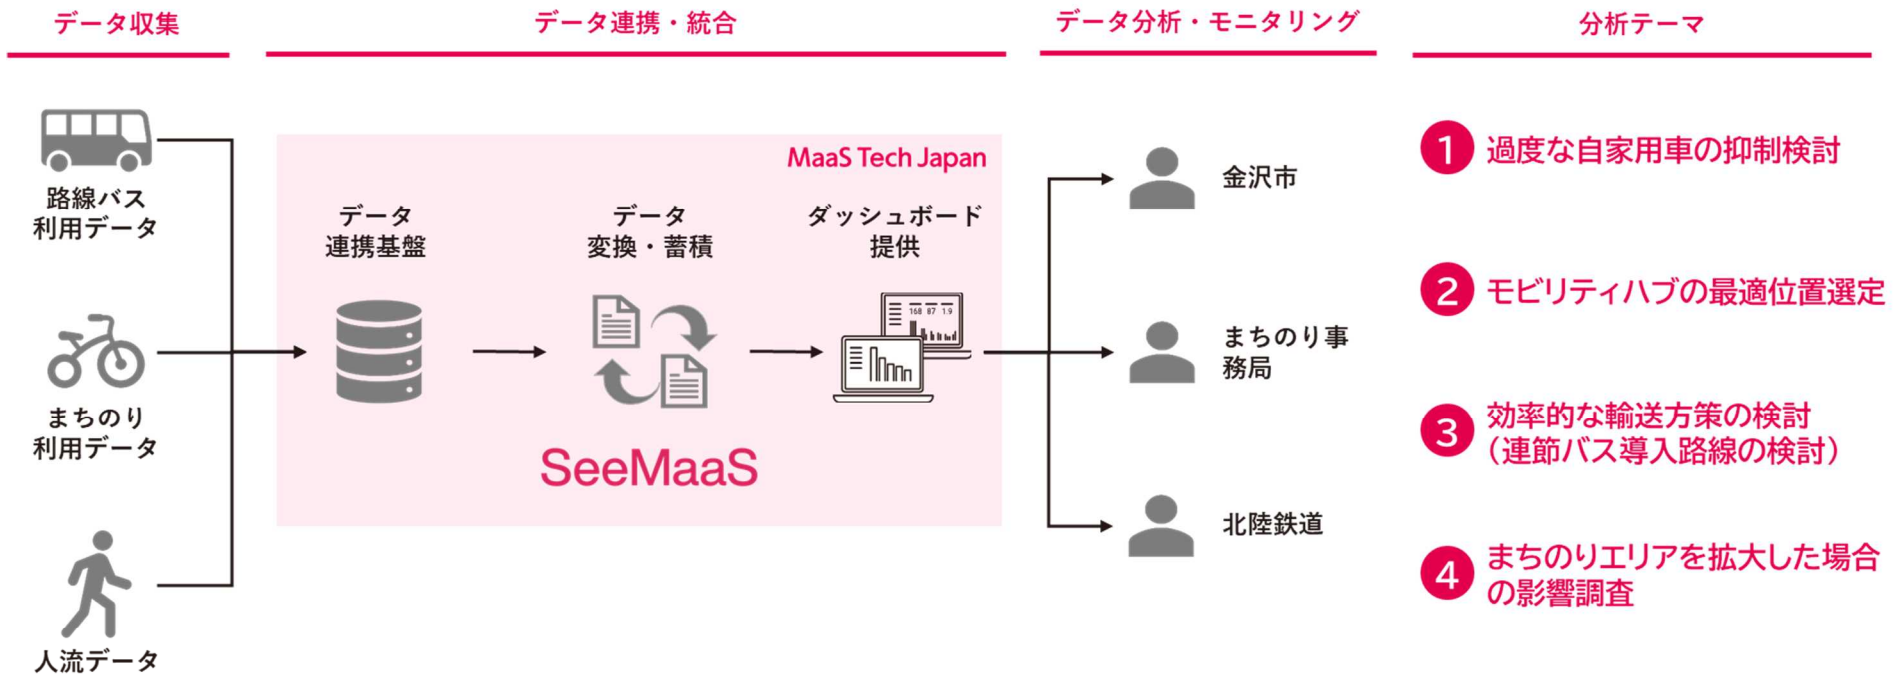 データ収集
データ連携・統合
データ分析・モニタリング
分析テーマ
路線バス
利用データ
まちのり
利用データ
人流データ
MaaS Tech Japan
データ
連携基盤
データ
変換・蓄積
ダッシュボード
提供
168 87 1.9
SeeMaaS
金沢市
まちのり事
務局
北陸鉄道
1 過度な自家用車の抑制検討
2 モビリティハブの最適位置選定
3 効率的な輸送方策の検討
（連節バス導入路線の検討）
4 まちのりエリアを拡大した場合
の影響調査